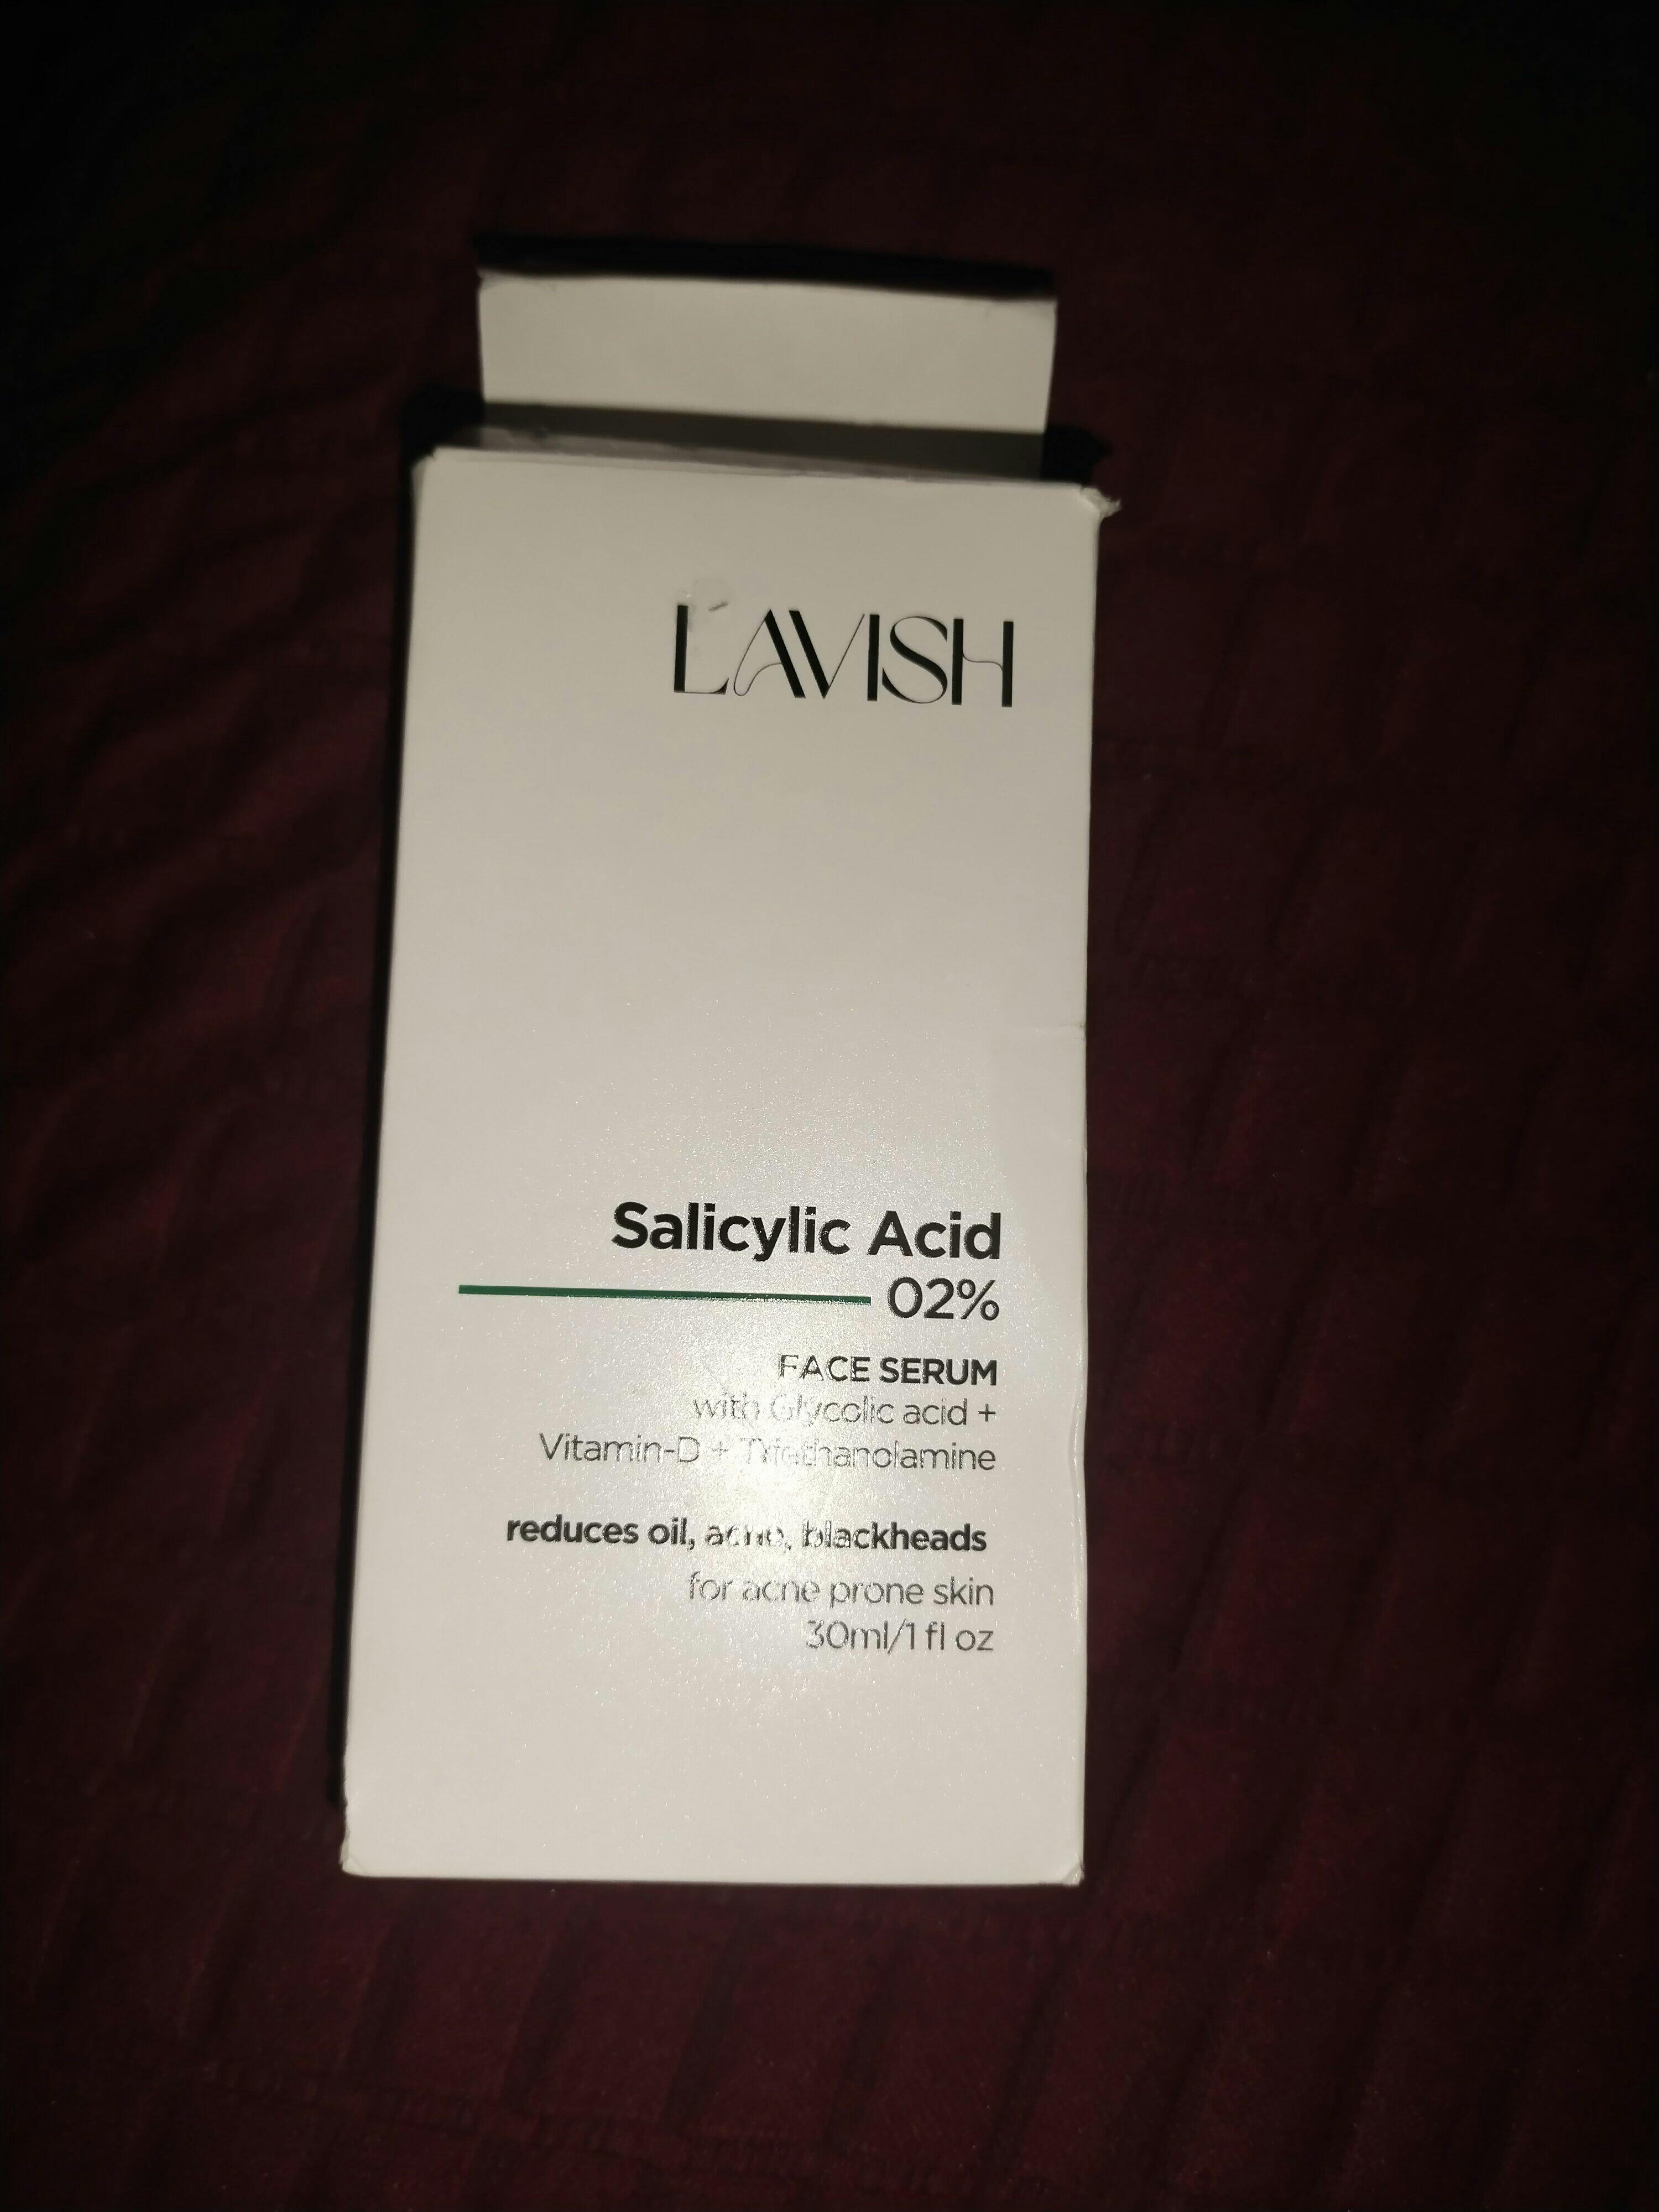 LAVISH
Salicylic Acid
02%
FACE SERUM
with Glycolic acid +
Vitamin-D + Triethanolamine
reduces oil, acne, blackheads
for acne prone skin
30ml/1 fl oz